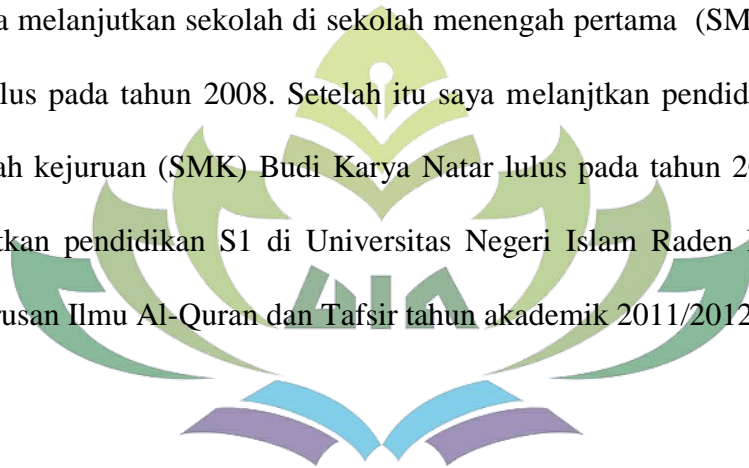 a melanjutkan sekolah di sekolah menengah pertama (SM
lus pada tahun 2008. Setelah itu saya melanjtkan pendid
ah kejuruan (SMK) Budi Karya Natar lulus pada tahun 2
tkan pendidikan S1 di Universitas Negeri Islam Raden
rusan Ilmu Al-Quran dan Tafsir tahun akademik 2011/2012